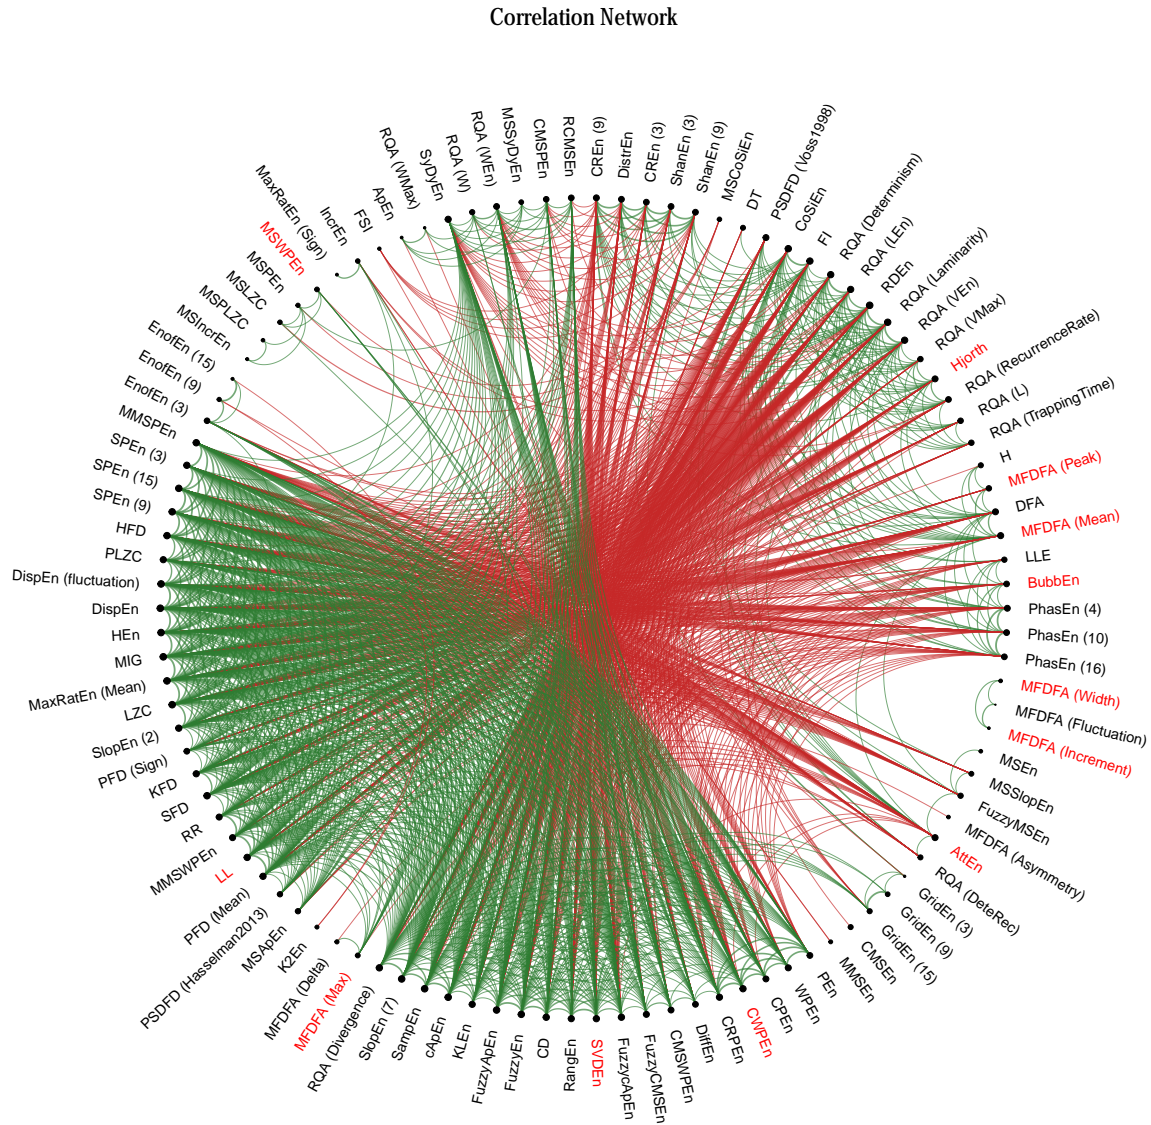 Correlation Network
RCMSEn
CREn (9)
DistrEn
CREn (3)
ShanEn (3)
ShanEn (9)
MSCoSiEn
DT
PSDFD (Voss1998)
CoSiEn
FI
RQA (Determinism)
RQA (LEn)
RDEn
RQA (Laminarity)
RQA (VEn)
RQA (VMax)
Hjorth
RQA (RecurrenceRate)
RQA (L)
RQA (TrappingTime)
H
MFDFA (Peak)
DFA
MFDFA (Mean)
LLE
BubbEn
PhasEn (4)
PhasEn (10)
PhasEn (16)
MFDFA (Width)
MFDFA (Fluctuation)
MFDFA (Increment)
MSEn
MSSlopEn
FuzzyMSEn
MFDFA (Asymmetry)
AttEn
RQA (DeteRec)
GridEn (3)
GridEn (9)
GridEn (15)
CMSEn
MMSEn
PEn
WPEn
CPEn
CWPEn
CRPEn
DiffEn
CMSWPEn
FuzzyCMSEn
FuzzycApEn
SVDEn
RangEn
CD
FuzzyEn
FuzzyApEn
KLEn
cApEn
SampEn
SlopEn (7)
RQA (Divergence)
MFDFA (Max)
MFDFA (Delta)
K2En
MSApEn
PSDFD (Hasselman2013)
PFD (Mean)
LL
MMSWPEn
RR
SFD
KFD
PFD (Sign)
SlopEn (2)
LZC
MaxRatEn (Mean)
MIG
HEn
DispEn
DispEn (fluctuation)
PLZC
HFD
SPEn (9)
SPEn (15)
SPEn (3)
MMSPEn
EnofEn (3)
EnofEn (9)
EnofEn (15)
MSIncrEn
MSPLZC
MSLZC
MSPEn
MSWPEn
MaxRatEn (Sign)
IncrEn
FSI
ApEn
RQA (WMax)
SyDyEn
RQA (W)
RQA (WEn)
MSSyDyEn
CMSPEn